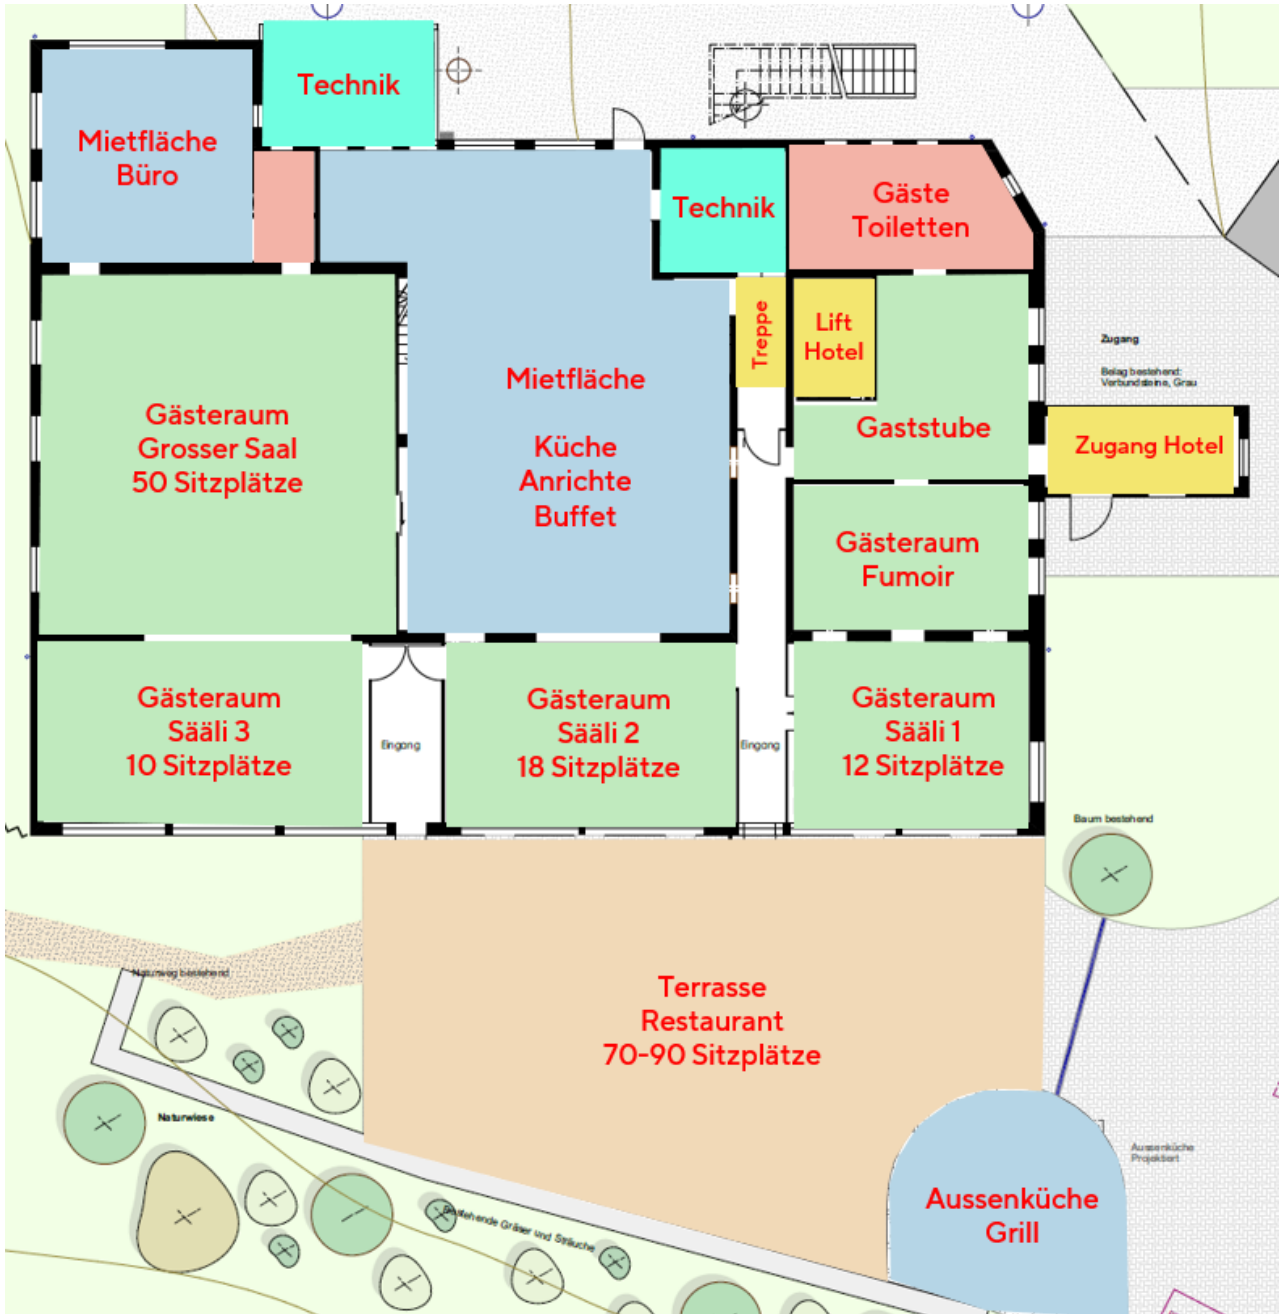 Technik
Mietfläche
Büro
Technik
Gäste
Toiletten
Treppe
Lift
Hotel
Zugang
Belag bestehend:
Verbundsteine, Grau
Mietfläche
Küche
Anrichte
Buffet
Gästeraum
Grosser Saal
50 Sitzplätze
Gaststube
Zugang Hotel
Gästeraum
Fumoir
Gästeraum
Sääli 3
10 Sitzplätze
Eingang
Gästeraum
Sääli 2
18 Sitzplätze
Eingang
Gästeraum
Sääli 1
12 Sitzplätze
Baum bestehend
Naturweg bestehend
Terrasse
Restaurant
70-90 Sitzplätze
Naturwiese
Aussenküche
Projektiert
Bestehende Gräser und Sträuche
Aussenküche
Grill